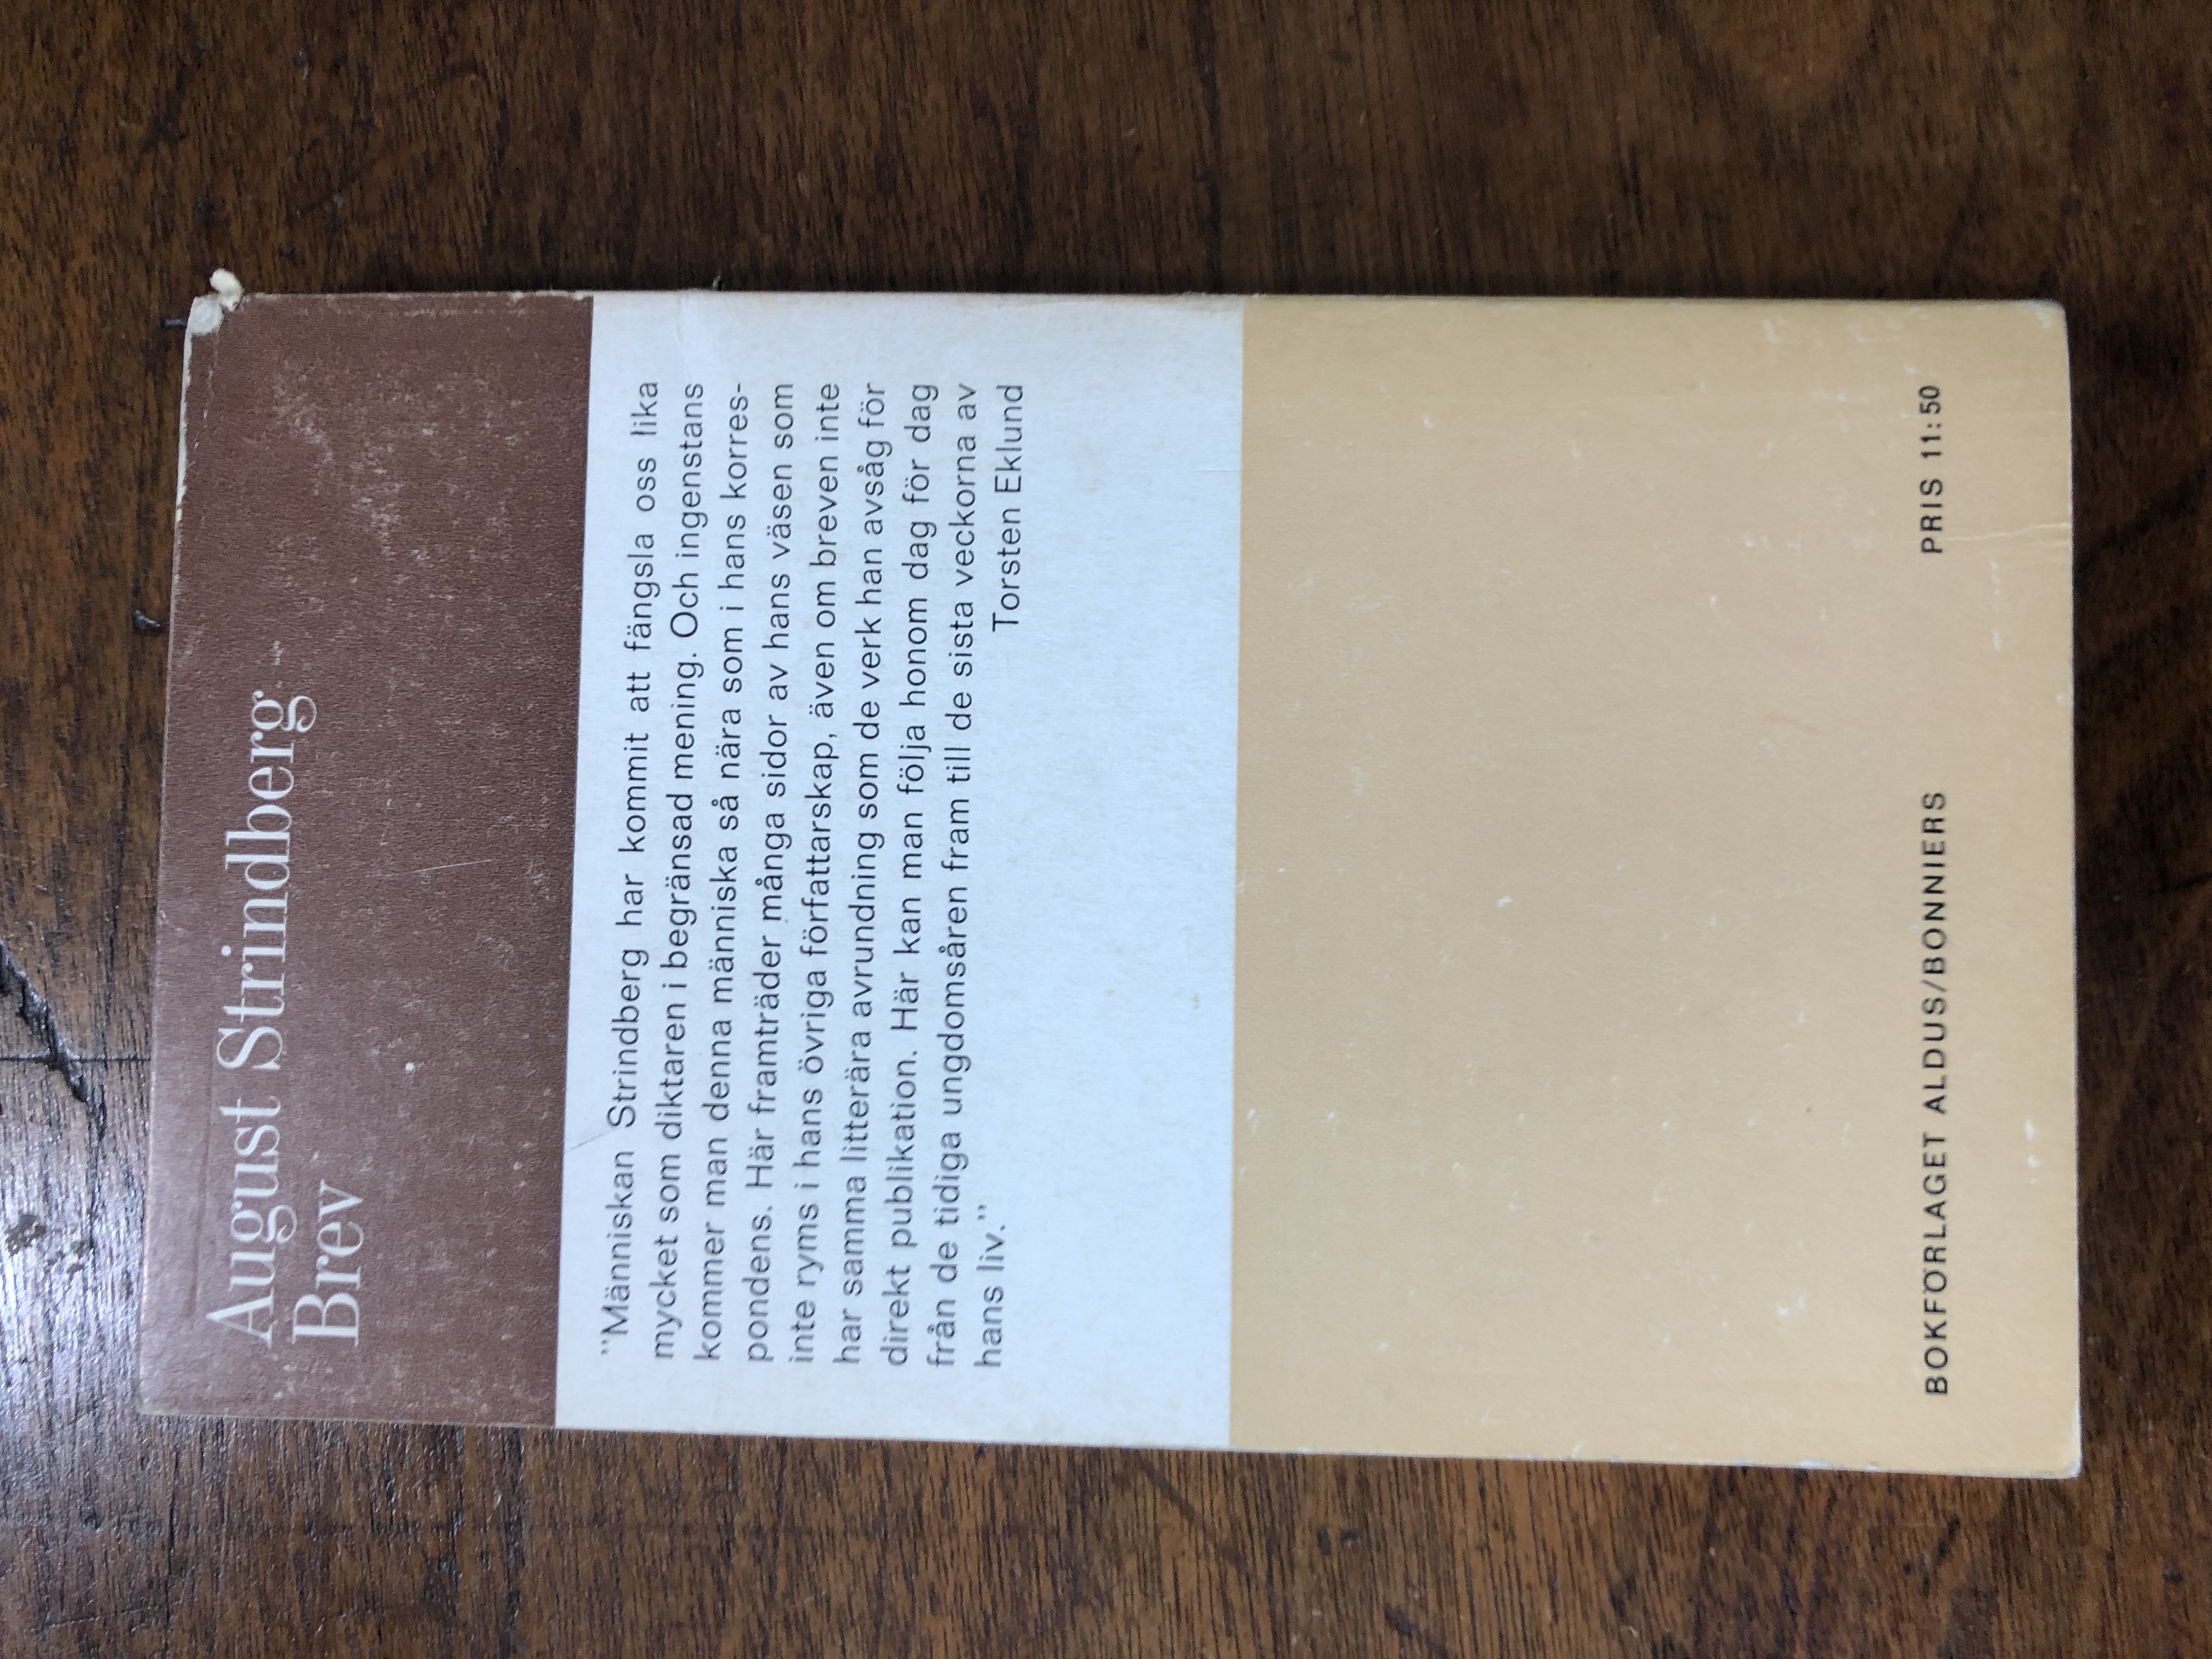 August Strindberg
Brev
"Människan Strindberg har kommit att fängsla oss lika
mycket som diktaren i begränsad mening. Och ingenstans
kommer man denna människa så nära som i hans korres-
pondens. Här framträder många sidor av hans väsen som
inte ryms i hans övriga författarskap, även om breven inte
har samma litterära avrundning som de verk han avsåg för
direkt publikation. Här kan man följa honom dag för dag
från de tidiga ungdomsåren fram till de sista veckorna av
hans liv."
Torsten Eklund
BOKFÖRLAGET ALDUS/BONNIERS PRIS 11:50